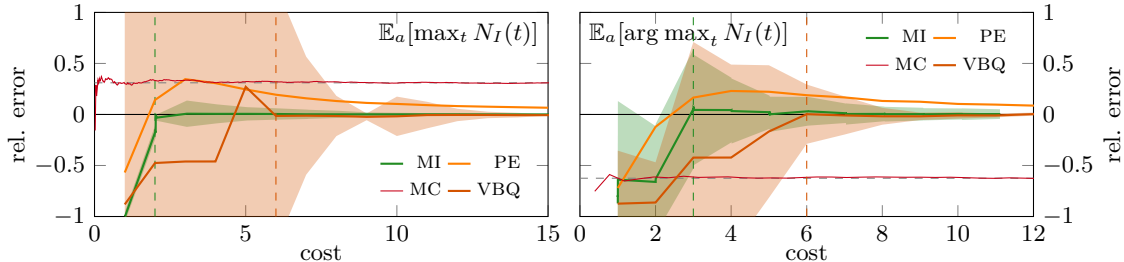 𝔼ₐ[maxₜ N_I(t)]
1
0.5
0
−0.5
−1
rel. error
MI PE
MC VBQ
0 5 10 15
cost
𝔼ₐ[arg maxₜ N_I(t)]
MI PE
MC VBQ
1
0.5
0
−0.5
−1
rel. error
0 2 4 6 8 10 12
cost